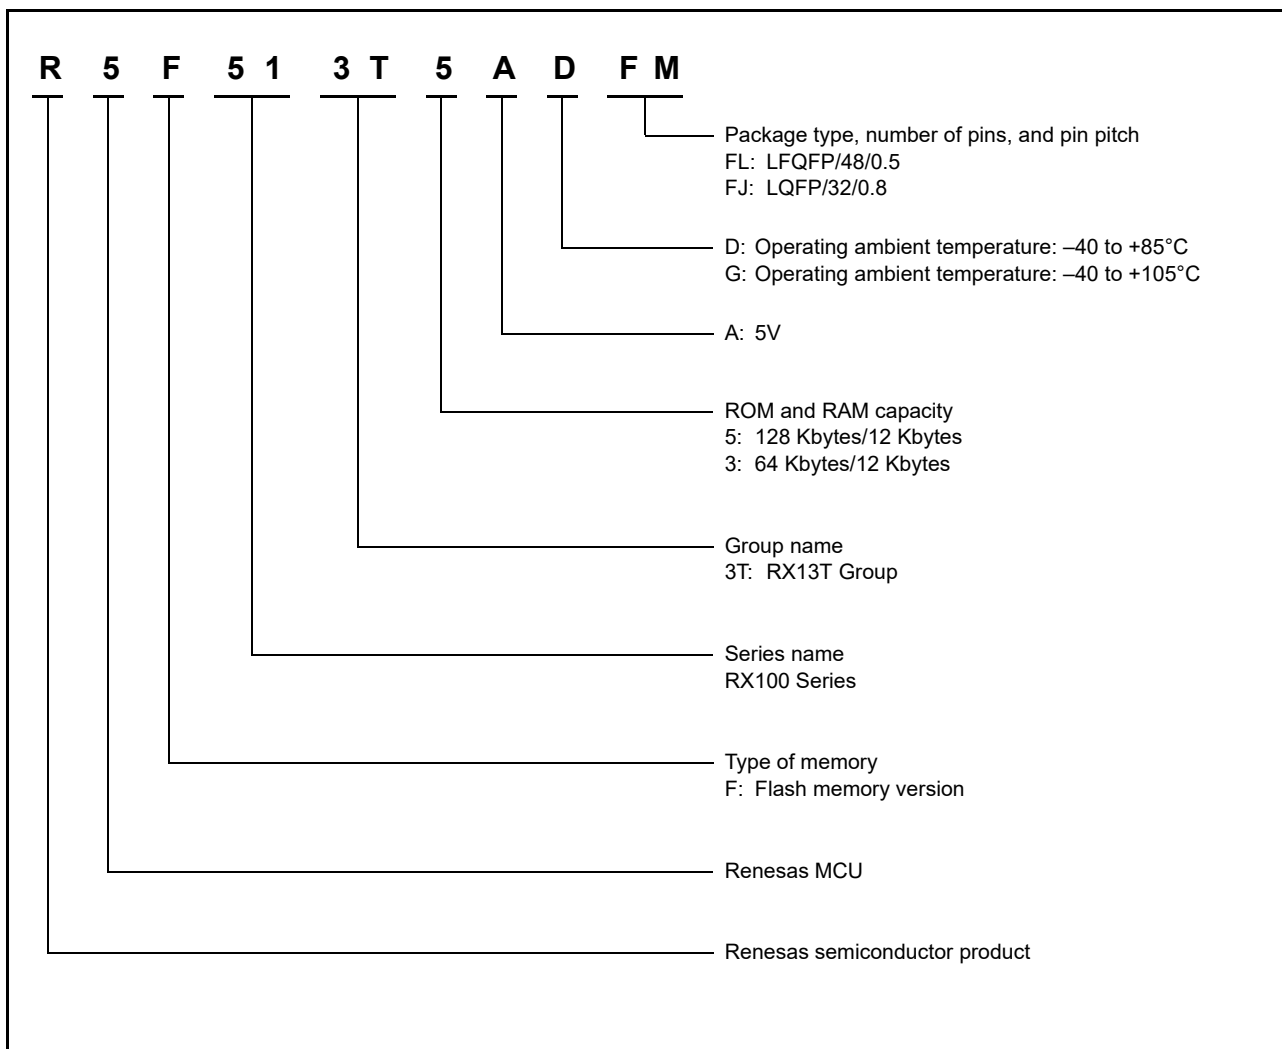 R 5 F 5 1 3 T 5 A D F M
Package type, number of pins, and pin pitch
FL: LFQFP/48/0.5
FJ: LQFP/32/0.8
D: Operating ambient temperature: –40 to +85°C
G: Operating ambient temperature: –40 to +105°C
A: 5V
ROM and RAM capacity
5: 128 Kbytes/12 Kbytes
3: 64 Kbytes/12 Kbytes
Group name
3T: RX13T Group
Series name
RX100 Series
Type of memory
F: Flash memory version
Renesas MCU
Renesas semiconductor product